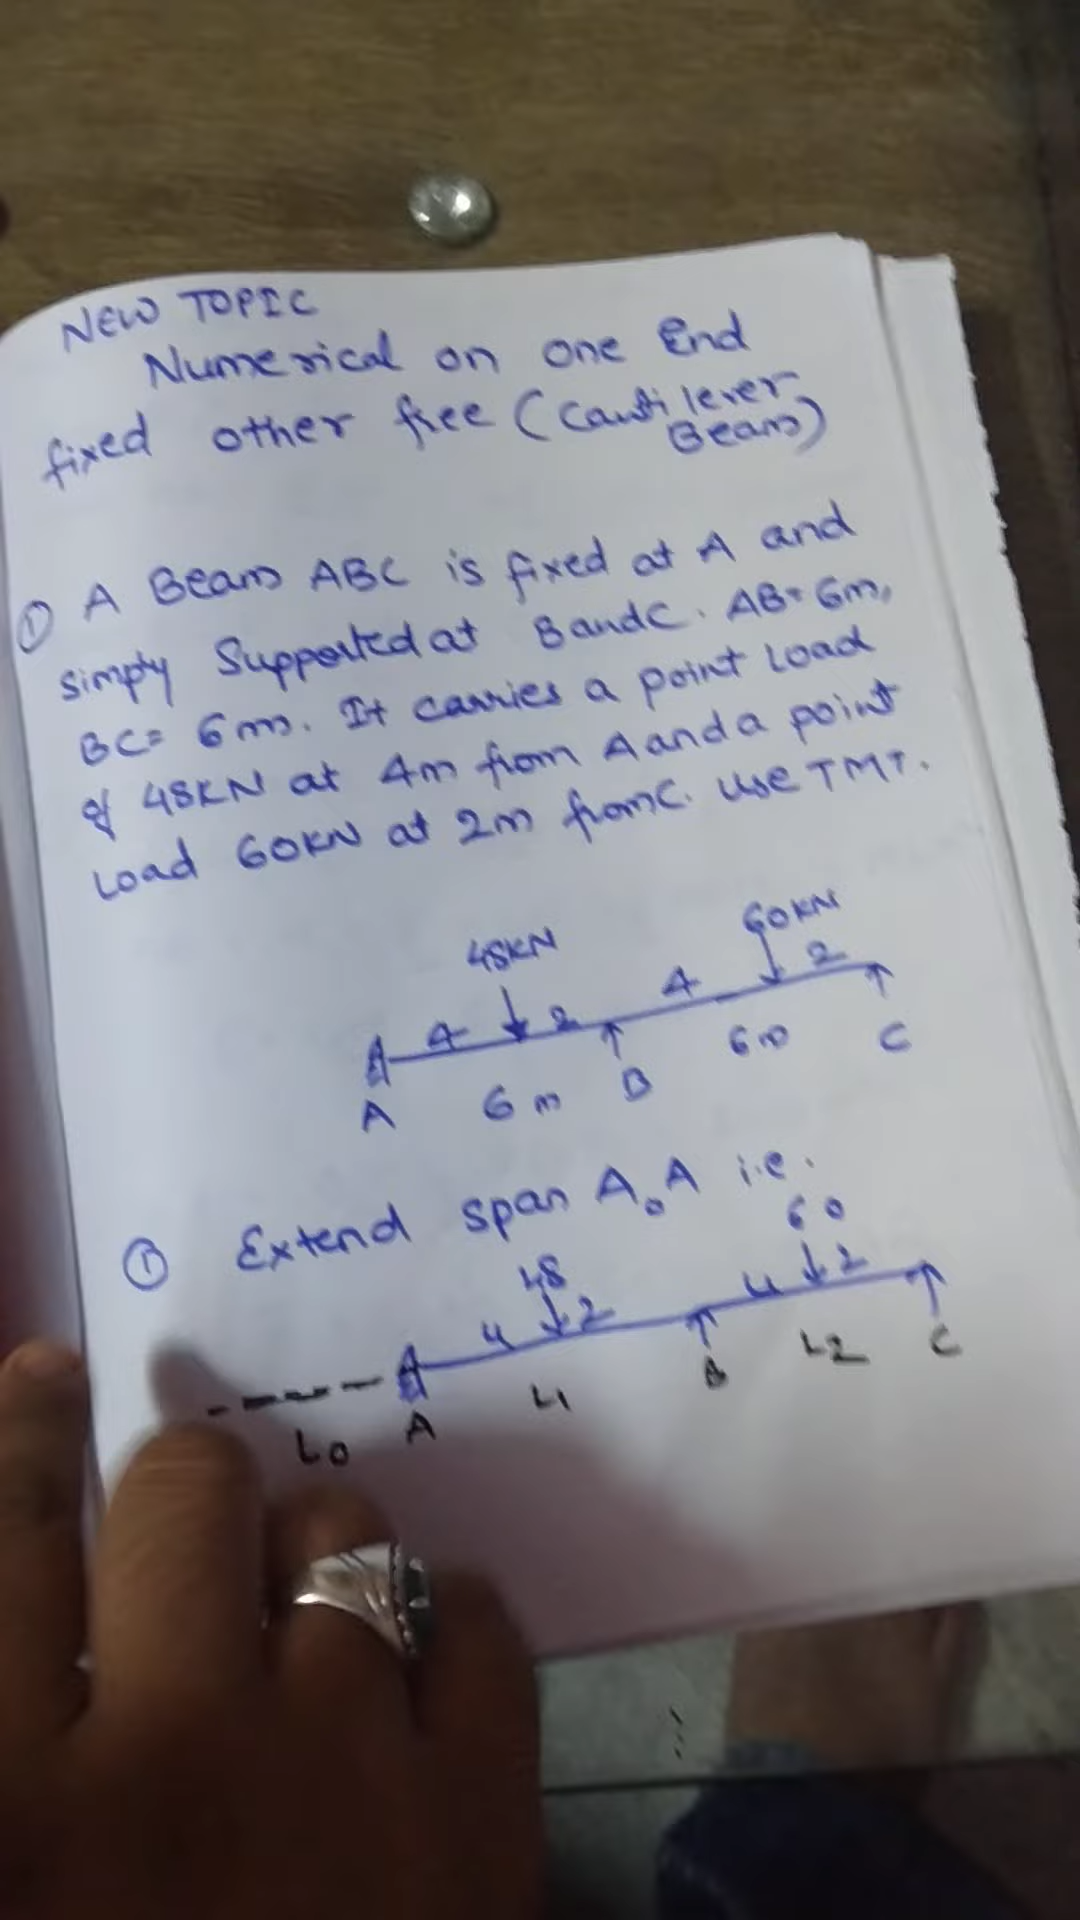 NEW TOPIC
Numerical on one End
fixed other free (Cantilever
Beam)
① A Beam ABC is fixed at A and
simply Supported at B and C. AB= 6m,
BC= 6m. It carries a point Load
of 48KN at 4m from A and a point
Load 60KN at 2m from C. Use TMT.
48KN
60KN
4 2 4 2
A 6m B 6m C
① Extend span A₀A i.e.
48
60
4 2 4 2
L0 A L1 B L2 C